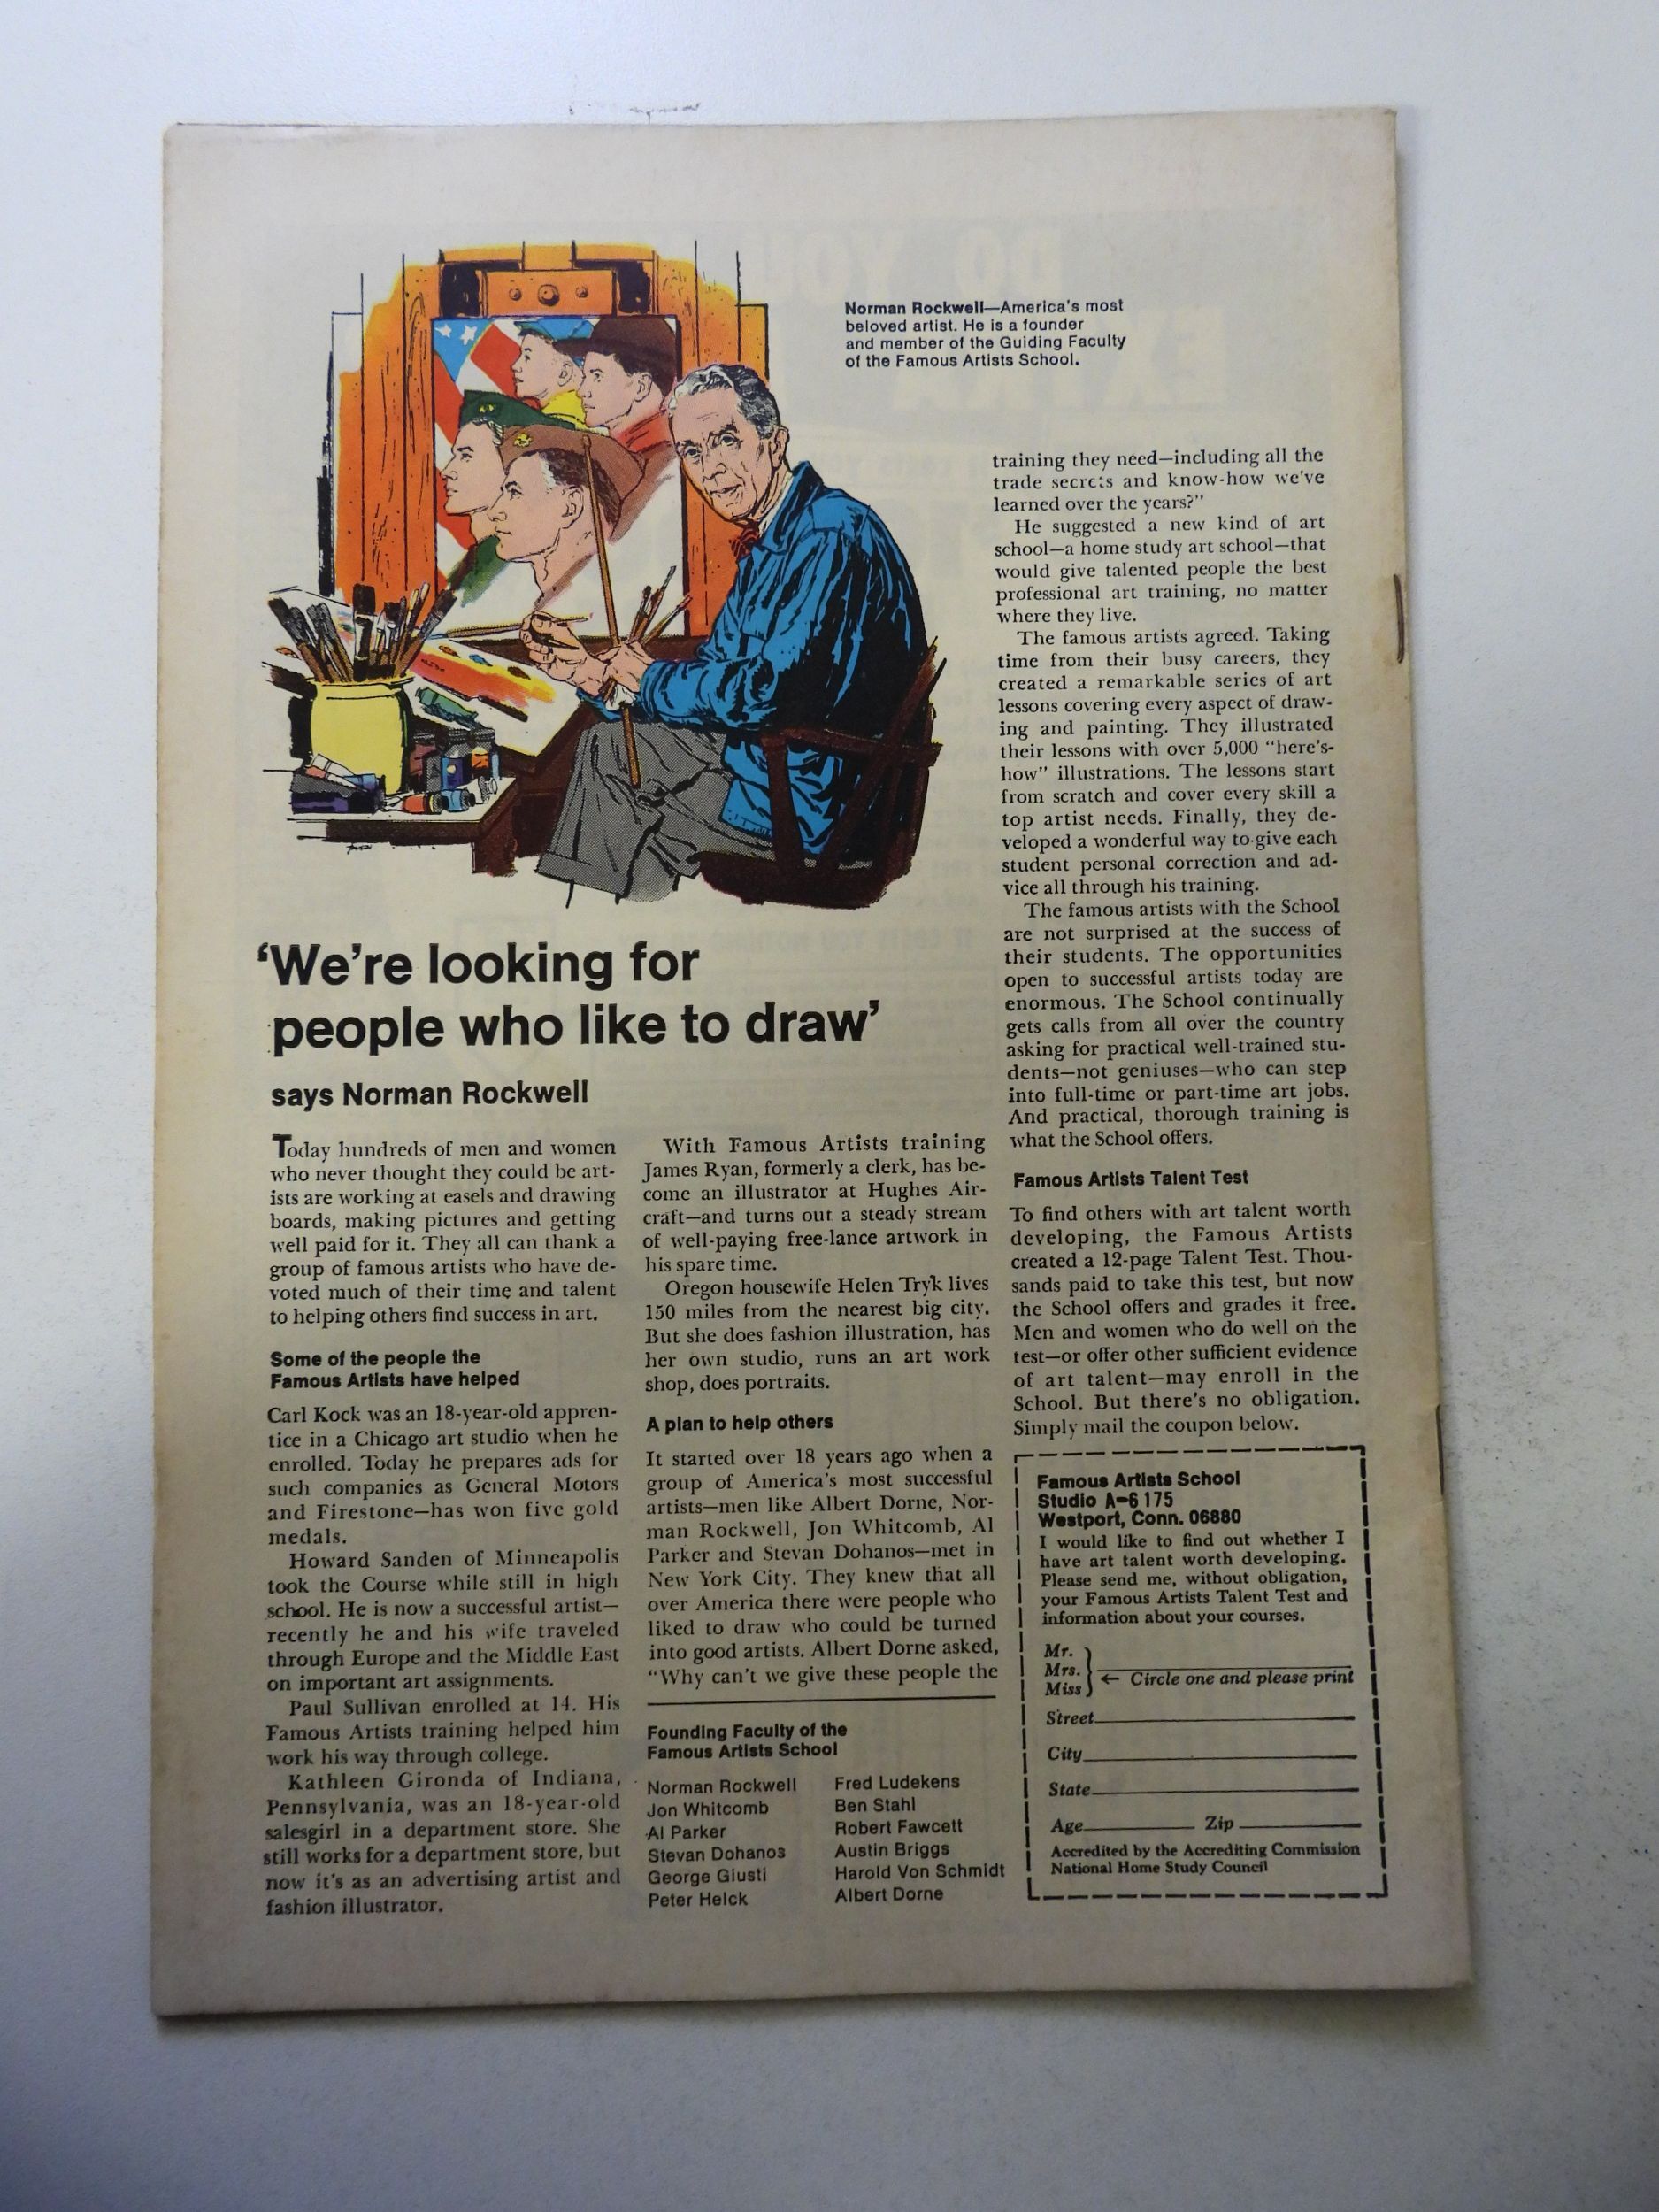 Norman Rockwell—America's most
beloved artist. He is a founder
and member of the Guiding Faculty
of the Famous Artists School.
'We're looking for
people who like to draw'
says Norman Rockwell
Today hundreds of men and women
who never thought they could be art-
ists are working at easels and drawing
boards, making pictures and getting
well paid for it. They all can thank a
group of famous artists who have de-
voted much of their time and talent
to helping others find success in art.
Some of the people the
Famous Artists have helped
Carl Kock was an 18-year-old appren-
tice in a Chicago art studio when he
enrolled. Today he prepares ads for
such companies as General Motors
and Firestone—has won five gold
medals.
Howard Sanden of Minneapolis
took the Course while still in high
school. He is now a successful artist—
recently he and his wife traveled
through Europe and the Middle East
on important art assignments.
Paul Sullivan enrolled at 14. His
Famous Artists training helped him
work his way through college.
Kathleen Gironda of Indiana,
Pennsylvania, was an 18-year-old
salesgirl in a department store. She
still works for a department store, but
now it's as an advertising artist and
fashion illustrator.
With Famous Artists training
James Ryan, formerly a clerk, has be-
come an illustrator at Hughes Air-
craft—and turns out a steady stream
of well-paying free-lance artwork in
his spare time.
Oregon housewife Helen Tryk lives
150 miles from the nearest big city.
But she does fashion illustration, has
her own studio, runs an art work
shop, does portraits.
A plan to help others
It started over 18 years ago when a
group of America's most successful
artists—men like Albert Dorne, Nor-
man Rockwell, Jon Whitcomb, Al
Parker and Stevan Dohanos—met in
New York City. They knew that all
over America there were people who
liked to draw who could be turned
into good artists. Albert Dorne asked,
"Why can't we give these people the
training they need—including all the
trade secrets and know-how we've
learned over the years?"
He suggested a new kind of art
school—a home study art school—that
would give talented people the best
professional art training, no matter
where they live.
The famous artists agreed. Taking
time from their busy careers, they
created a remarkable series of art
lessons covering every aspect of draw-
ing and painting. They illustrated
their lessons with over 5,000 "here's-
how" illustrations. The lessons start
from scratch and cover every skill a
top artist needs. Finally, they de-
veloped a wonderful way to give each
student personal correction and ad-
vice all through his training.
The famous artists with the School
are not surprised at the success of
their students. The opportunities
open to successful artists today are
enormous. The School continually
gets calls from all over the country
asking for practical well-trained stu-
dents—not geniuses—who can step
into full-time or part-time art jobs.
And practical, thorough training is
what the School offers.
Famous Artists Talent Test
To find others with art talent worth
developing, the Famous Artists
created a 12-page Talent Test. Thou-
sands paid to take this test, but now
the School offers and grades it free.
Men and women who do well on the
test—or offer other sufficient evidence
of art talent—may enroll in the
School. But there's no obligation.
Simply mail the coupon below.
Founding Faculty of the
Famous Artists School
Norman Rockwell
Jon Whitcomb
Al Parker
Stevan Dohanos
George Giusti
Peter Helck
Fred Ludekens
Ben Stahl
Robert Fawcett
Austin Briggs
Harold Von Schmidt
Albert Dorne
Famous Artists School
Studio A-6 175
Westport, Conn. 06880
I would like to find out whether I
have art talent worth developing.
Please send me, without obligation,
your Famous Artists Talent Test and
information about your courses.
Mr.
Mrs.
Miss
← Circle one and please print
Street
City
State
Age Zip
Accredited by the Accrediting Commission
National Home Study Council